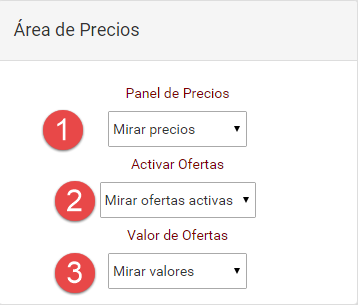 Área de Precios
Panel de Precios
1 Mirar precios
Activar Ofertas
2 Mirar ofertas activas
Valor de Ofertas
3 Mirar valores